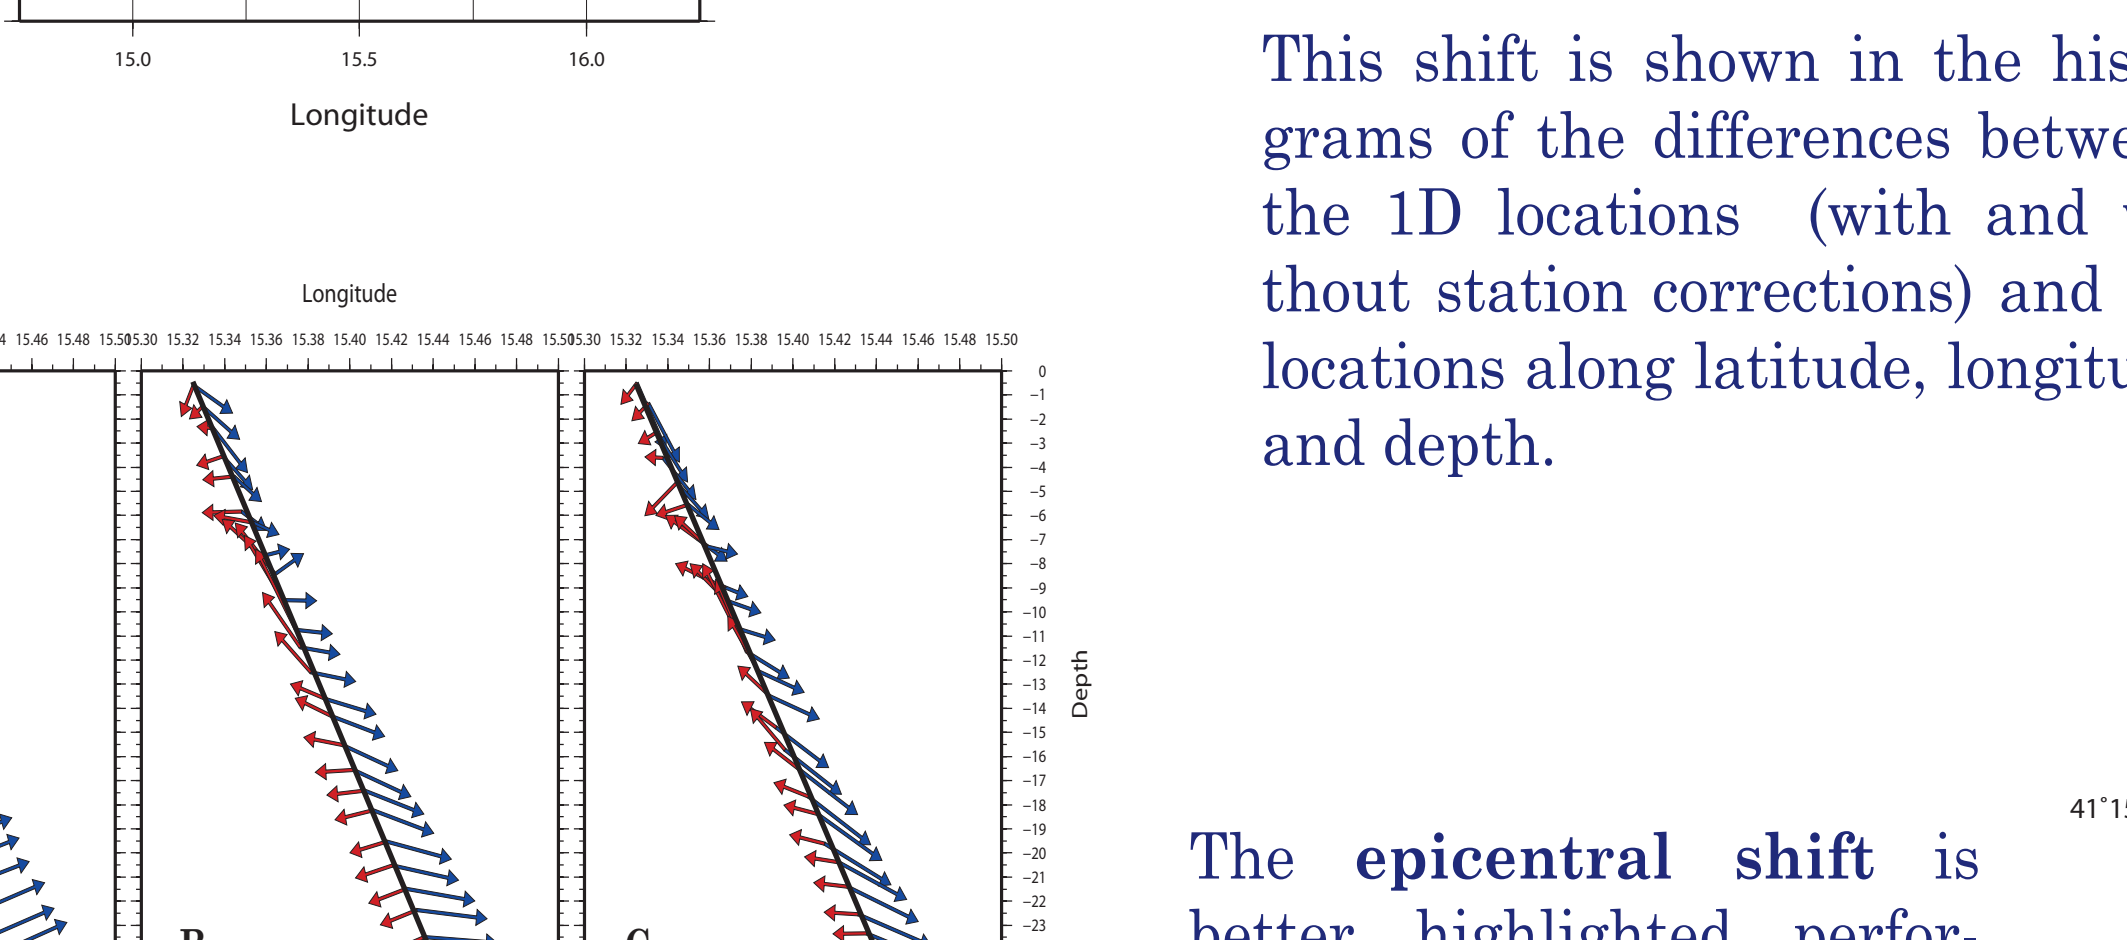 15.0 15.5 16.0
Longitude
Longitude
15.46 15.48 15.50 15.30 15.32 15.34 15.36 15.38 15.40 15.42 15.44 15.46 15.48 15.50 15.30 15.32 15.34 15.36 15.38 15.40 15.42 15.44 15.46 15.48 15.50
0
−1
−2
−3
−4
−5
−6
−7
−8
−9
−10
−11
−12
−13
−14
−15
−16
−17
−18
−19
−20
−21
−22
−23
Depth
This shift is shown in the his
grams of the differences betwe
the 1D locations (with and
thout station corrections) and
locations along latitude, longitu
and depth.
41°15
The epicentral shift is
better highlighted perfor-